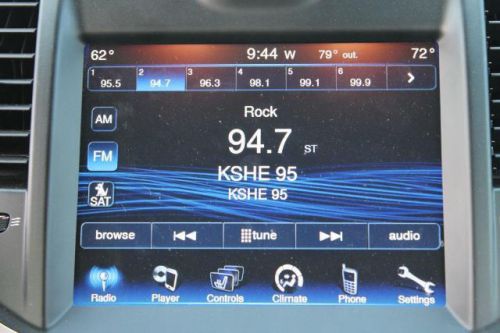 62° 9:44 W 79° out. 72°
1 2 3 4 5 6
95.5 94.7 96.3 98.1 99.1 99.9 >
Rock
AM
94.7 ST
FM
KSHE 95
KSHE 95
SAT
browse tune audio
Radio Player Controls Climate Phone Settings